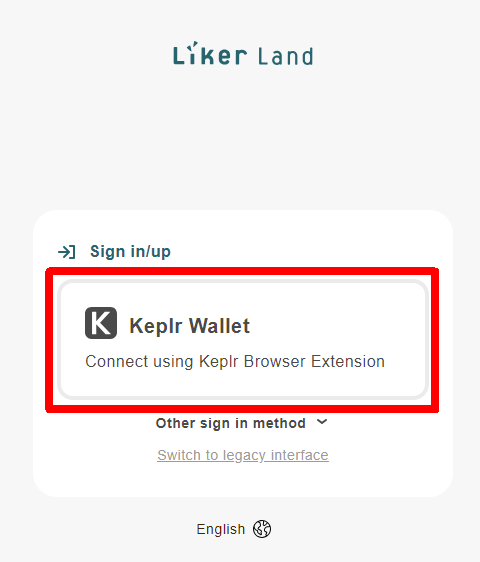 Liker Land
Sign in/up
Keplr Wallet
Connect using Keplr Browser Extension
Other sign in method
Switch to legacy interface
English